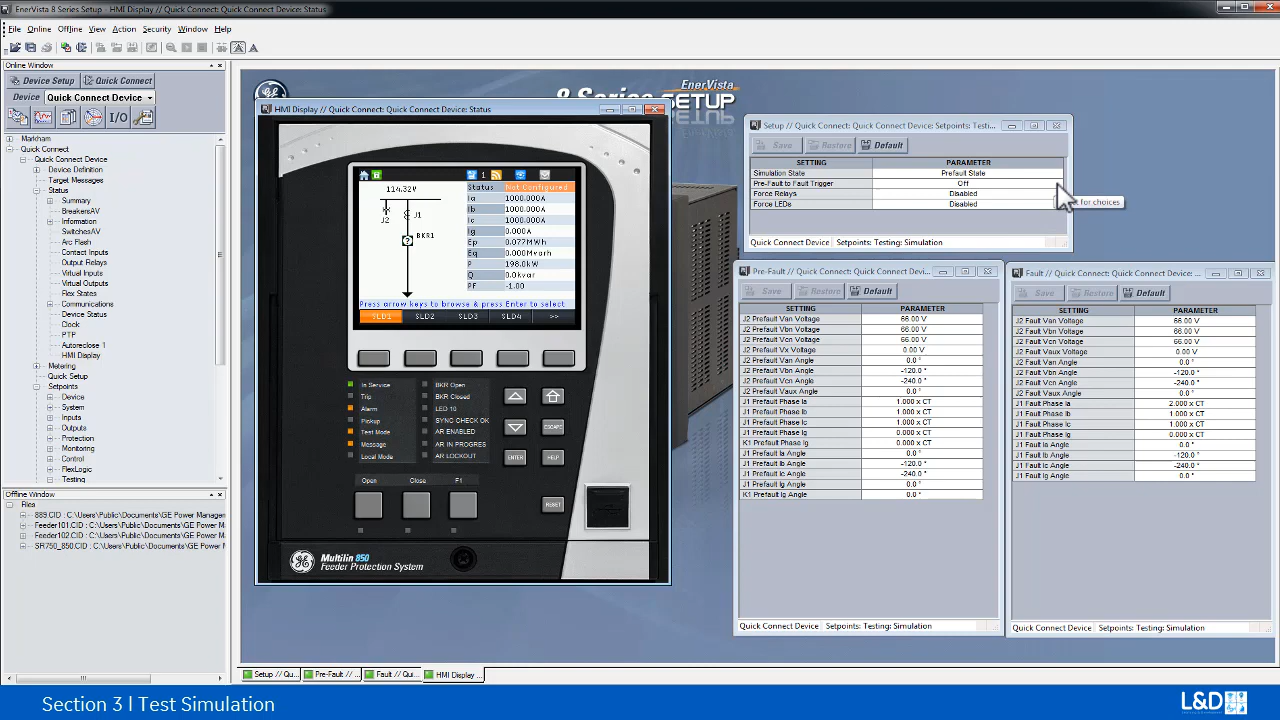 EnerVista 8 Series Setup - HMI Display // Quick Connect Device: Status
File Online Offline View Action Security Window Help
Online Window
Device Setup Quick Connect
Device Quick Connect Device
I/O
Markham
Quick Connect
Quick Connect Device
Device Definition
Target Messages
Status
Summary
BreakersAV
Information
SwitchesAV
Arc Flash
Contact Inputs
Output Relays
Virtual Inputs
Virtual Outputs
Flex States
Communications
Device Status
Clock
PTP
Autoreclose 1
HMI Display
Metering
Quick Setup
Setpoints
Device
System
Inputs
Outputs
Protection
Monitoring
Control
FlexLogic
Testing
Offline Window
Files
889.CID : C:\Users\Public\Documents\GE Power Managem
Feeder101.CID : C:\Users\Public\Documents\GE Power M
Feeder102.CID : C:\Users\Public\Documents\GE Power M
SR750_850.CID : C:\Users\Public\Documents\GE Power M
EnerVista
8 Series SETUP
HMI Display // Quick Connect: Quick Connect Device: Status
1
114.32V
J2
J1
BKR1
Status Not Configured
Ia 1000.000A
Ib 1000.000A
Ic 1000.000A
Ig 0.000A
Ep 0.077MWh
Eq 0.000Mvarh
P 198.0kW
Q 0.0kvar
PF -1.00
Press arrow keys to browse & press Enter to select
SLD1 SLD2 SLD3 SLD4 >>
In Service
Trip
Alarm
Pickup
Test Mode
Message
Local Mode
BKR Open
BKR Closed
LED 10
SYNC CHECK OK
AR ENABLED
AR IN PROGRES
AR LOCKOUT
ESCAPE
ENTER
HELP
RESET
Open Close F1
Multilin 850
Feeder Protection System
Setup // Quick Connect: Quick Connect Device: Setpoints: Testi...
Save Restore Default
SETTING PARAMETER
Simulation State Prefault State
Pre-Fault to Fault Trigger Off
Force Relays Disabled
Force LEDs Disabled
t for choices
Quick Connect Device Setpoints: Testing: Simulation
Pre-Fault // Quick Connect: Quick Connect Devi...
Save Restore Default
SETTING PARAMETER
J2 Prefault Van Voltage 66.00 V
J2 Prefault Vbn Voltage 66.00 V
J2 Prefault Vcn Voltage 66.00 V
J2 Prefault Vx Voltage 0.00 V
J2 Prefault Van Angle 0.0 °
J2 Prefault Vbn Angle -120.0 °
J2 Prefault Vcn Angle -240.0 °
J2 Prefault Vaux Angle 0.0 °
J1 Prefault Phase Ia 1.000 x CT
J1 Prefault Phase Ib 1.000 x CT
J1 Prefault Phase Ic 1.000 x CT
J1 Prefault Phase Ig 0.000 x CT
K1 Prefault Phase Ig 0.000 x CT
J1 Prefault Ia Angle 0.0 °
J1 Prefault Ib Angle -120.0 °
J1 Prefault Ic Angle -240.0 °
J1 Prefault Ig Angle 0.0 °
K1 Prefault Ig Angle 0.0 °
Quick Connect Device Setpoints: Testing: Simulation
Fault // Quick Connect: Quick Connect Device: ...
Save Restore Default
SETTING PARAMETER
J2 Fault Van Voltage 66.00 V
J2 Fault Vbn Voltage 66.00 V
J2 Fault Vcn Voltage 66.00 V
J2 Fault Vaux Voltage 0.00 V
J2 Fault Van Angle 0.0 °
J2 Fault Vbn Angle -120.0 °
J2 Fault Vcn Angle -240.0 °
J2 Fault Vaux Angle 0.0 °
J1 Fault Phase Ia 2.000 x CT
J1 Fault Phase Ib 1.000 x CT
J1 Fault Phase Ic 1.000 x CT
J1 Fault Phase Ig 0.000 x CT
J1 Fault Ia Angle 0.0 °
J1 Fault Ib Angle -120.0 °
J1 Fault Ic Angle -240.0 °
J1 Fault Ig Angle 0.0 °
Quick Connect Device Setpoints: Testing: Simulation
Setup // Qu... Pre-Fault // ... Fault // Qui... HMI Display ...
Section 3 | Test Simulation
L&D